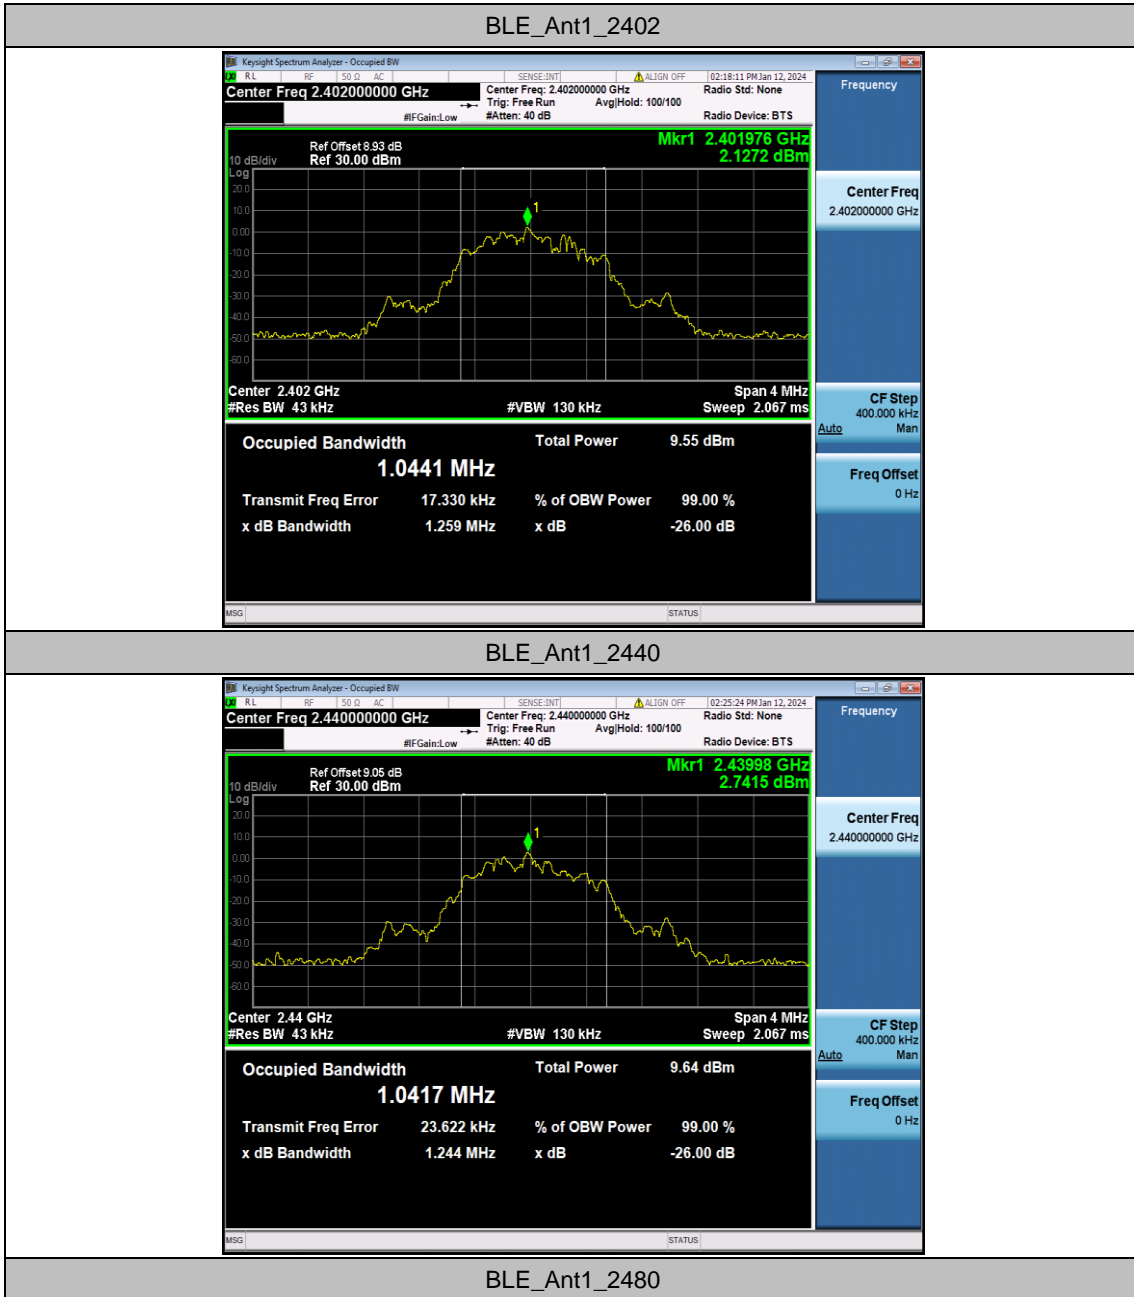 BLE_Ant1_2402
Keysight Spectrum Analyzer - Occupied BW
LXI RL RF 50 Ω AC SENSE:INT ALIGN OFF 02:18:11 PM Jan 12, 2024
Center Freq 2.402000000 GHz
Center Freq: 2.402000000 GHz Radio Std: None
Trig: Free Run Avg|Hold: 100/100
#IFGain:Low #Atten: 40 dB Radio Device: BTS
Frequency
Mkr1 2.401976 GHz
2.1272 dBm
Ref Offset 8.93 dB
10 dB/div Ref 30.00 dBm
Log
20.0
10.0
0.00
-10.0
-20.0
-30.0
-40.0
-50.0
-60.0
1
Center Freq
2.402000000 GHz
Center 2.402 GHz Span 4 MHz
#Res BW 43 kHz #VBW 130 kHz Sweep 2.067 ms
CF Step
400.000 kHz
Auto Man
Occupied Bandwidth Total Power 9.55 dBm
1.0441 MHz
Transmit Freq Error 17.330 kHz % of OBW Power 99.00 %
x dB Bandwidth 1.259 MHz x dB -26.00 dB
Freq Offset
0 Hz
MSG STATUS
BLE_Ant1_2440
Keysight Spectrum Analyzer - Occupied BW
LXI RL RF 50 Ω AC SENSE:INT ALIGN OFF 02:25:24 PM Jan 12, 2024
Center Freq 2.440000000 GHz
Center Freq: 2.440000000 GHz Radio Std: None
Trig: Free Run Avg|Hold: 100/100
#IFGain:Low #Atten: 40 dB Radio Device: BTS
Frequency
Mkr1 2.43998 GHz
2.7415 dBm
Ref Offset 9.05 dB
10 dB/div Ref 30.00 dBm
Log
20.0
10.0
0.00
-10.0
-20.0
-30.0
-40.0
-50.0
-60.0
1
Center Freq
2.440000000 GHz
Center 2.44 GHz Span 4 MHz
#Res BW 43 kHz #VBW 130 kHz Sweep 2.067 ms
CF Step
400.000 kHz
Auto Man
Occupied Bandwidth Total Power 9.64 dBm
1.0417 MHz
Transmit Freq Error 23.622 kHz % of OBW Power 99.00 %
x dB Bandwidth 1.244 MHz x dB -26.00 dB
Freq Offset
0 Hz
MSG STATUS
BLE_Ant1_2480